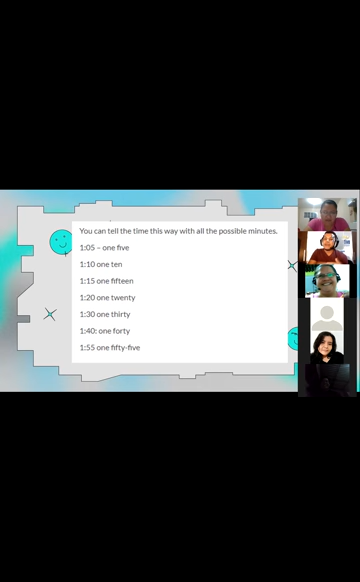 You can tell the time this way with all the possible minutes.
1:05 – one five
1:10 one ten
1:15 one fifteen
1:20 one twenty
1:30 one thirty
1:40: one forty
1:55 one fifty-five